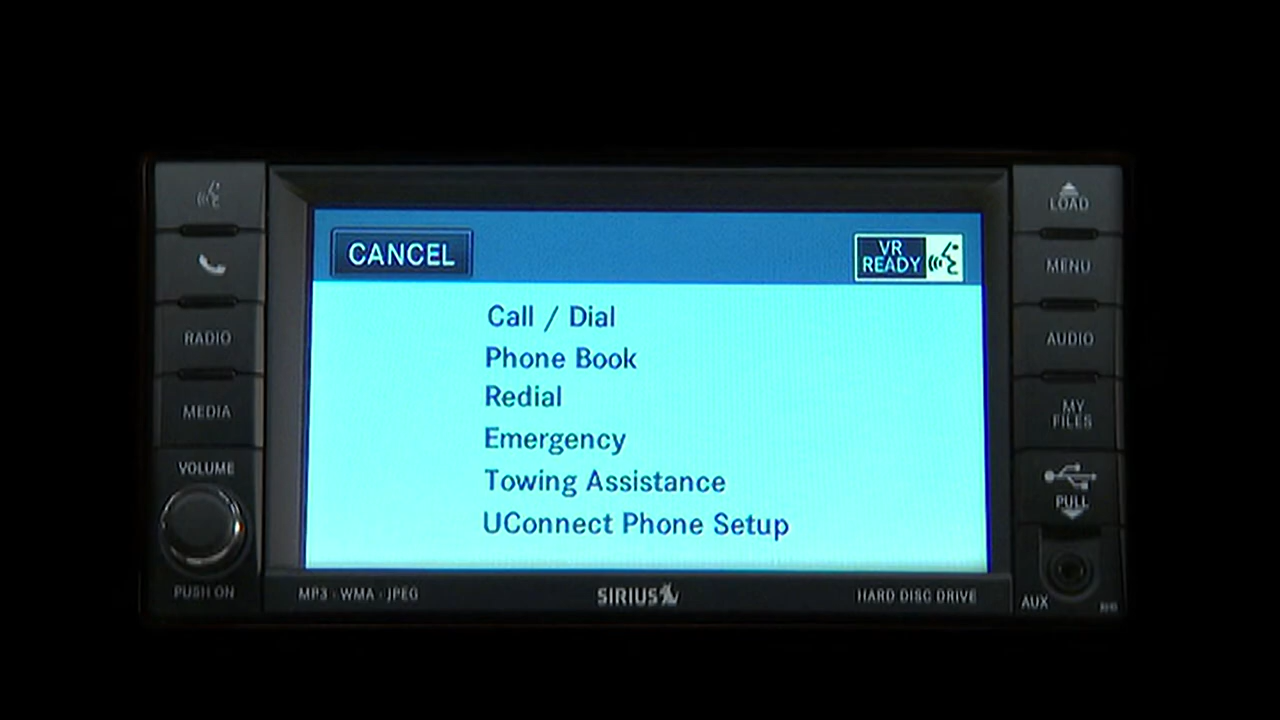 LOAD
CANCEL
VR
READY
MENU
Call / Dial
RADIO
Phone Book
AUDIO
Redial
MEDIA
MY
FILES
Emergency
VOLUME
Towing Assistance
PULL
UConnect Phone Setup
PUSH ON
MP3 · WMA · JPEG
SIRIUS
HARD DISC DRIVE
AUX